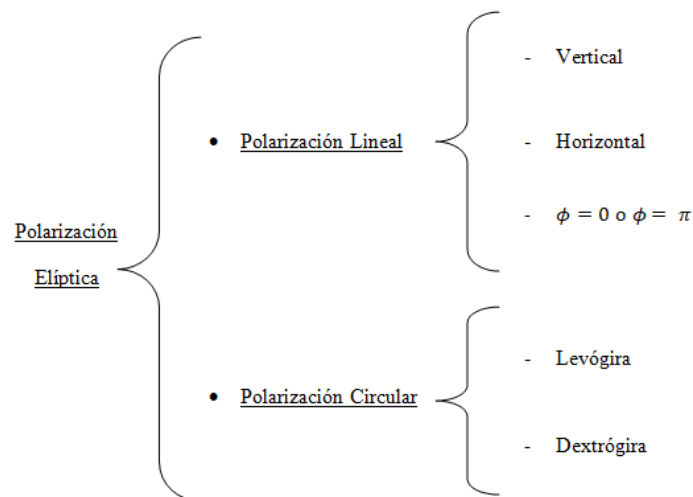 Polarización
Elíptica
• Polarización Lineal
- Vertical
- Horizontal
- ϕ = 0 o ϕ = π
• Polarización Circular
- Levógira
- Dextrógira